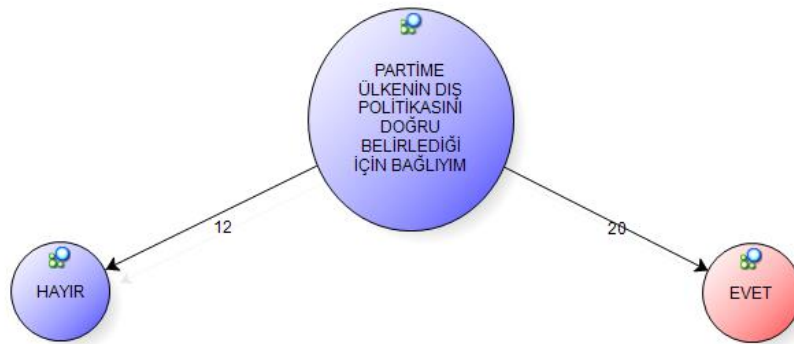 PARTİME
ÜLKENİN DIŞ
POLİTİKASINI
DOĞRU
BELİRLEDİĞİ
İÇİN BAĞLIYIM
12
20
HAYIR
EVET